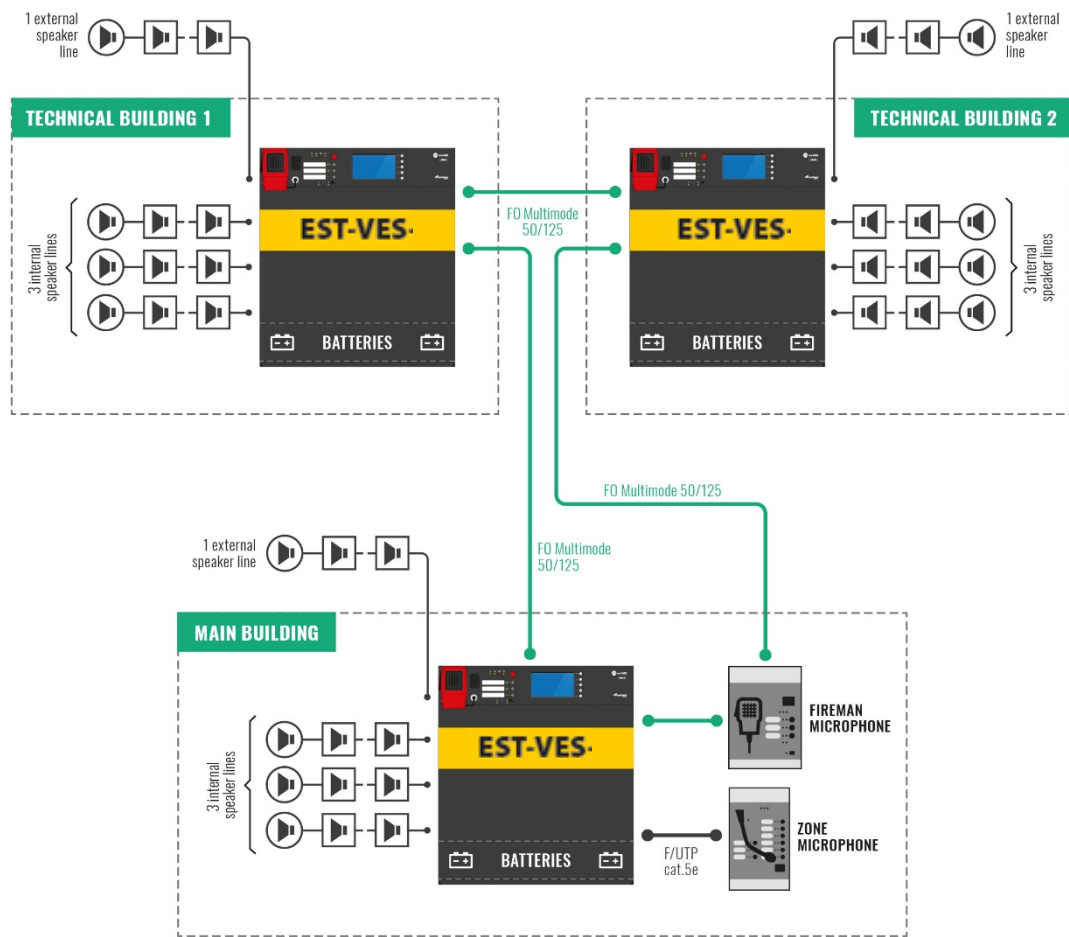 1 external
speaker
line
1 external
speaker
line
TECHNICAL BUILDING 1
TECHNICAL BUILDING 2
3 internal
speaker lines
EST-VES
BATTERIES
FO Multimode
50/125
EST-VES
BATTERIES
3 internal
speaker lines
FO Multimode 50/125
FO Multimode
50/125
1 external
speaker line
MAIN BUILDING
3 internal
speaker lines
EST-VES
BATTERIES
FIREMAN
MICROPHONE
F/UTP
cat.5e
ZONE
MICROPHONE